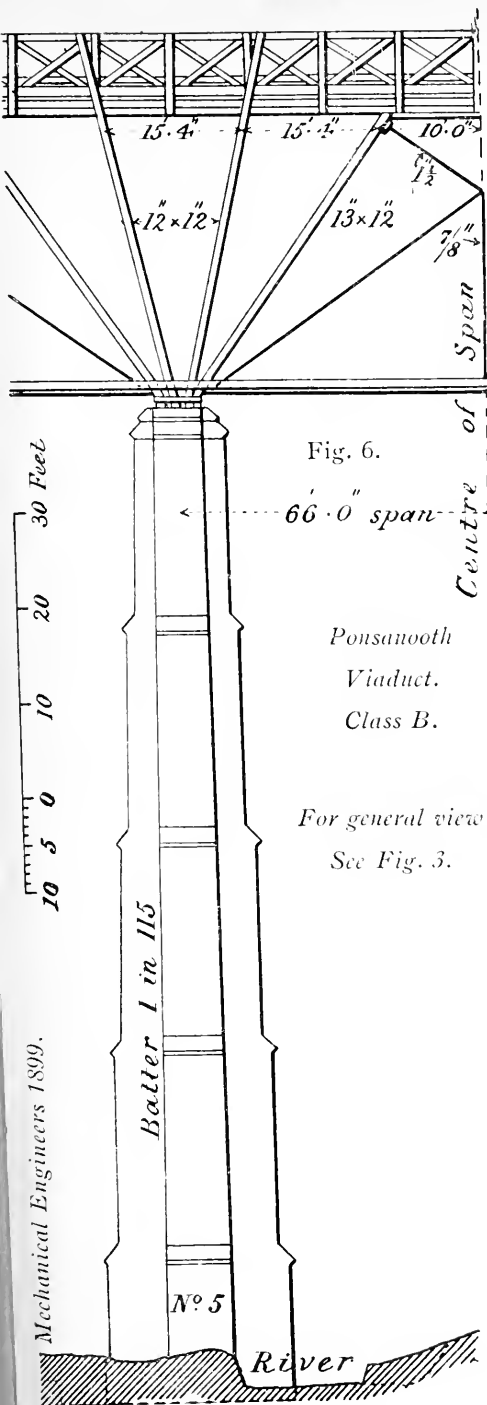 15'.4" 15'.4" 10'.0"
1½"
12"×12" 13"×12"
7/8"
Centre of Span
Fig. 6.
66'.0" span
30 Feet
20
10
0
5
10
Ponsanooth
Viaduct.
Class B.
For general view
See Fig. 3.
Batter 1 in 115
Mechanical Engineers 1899.
Nº 5
River